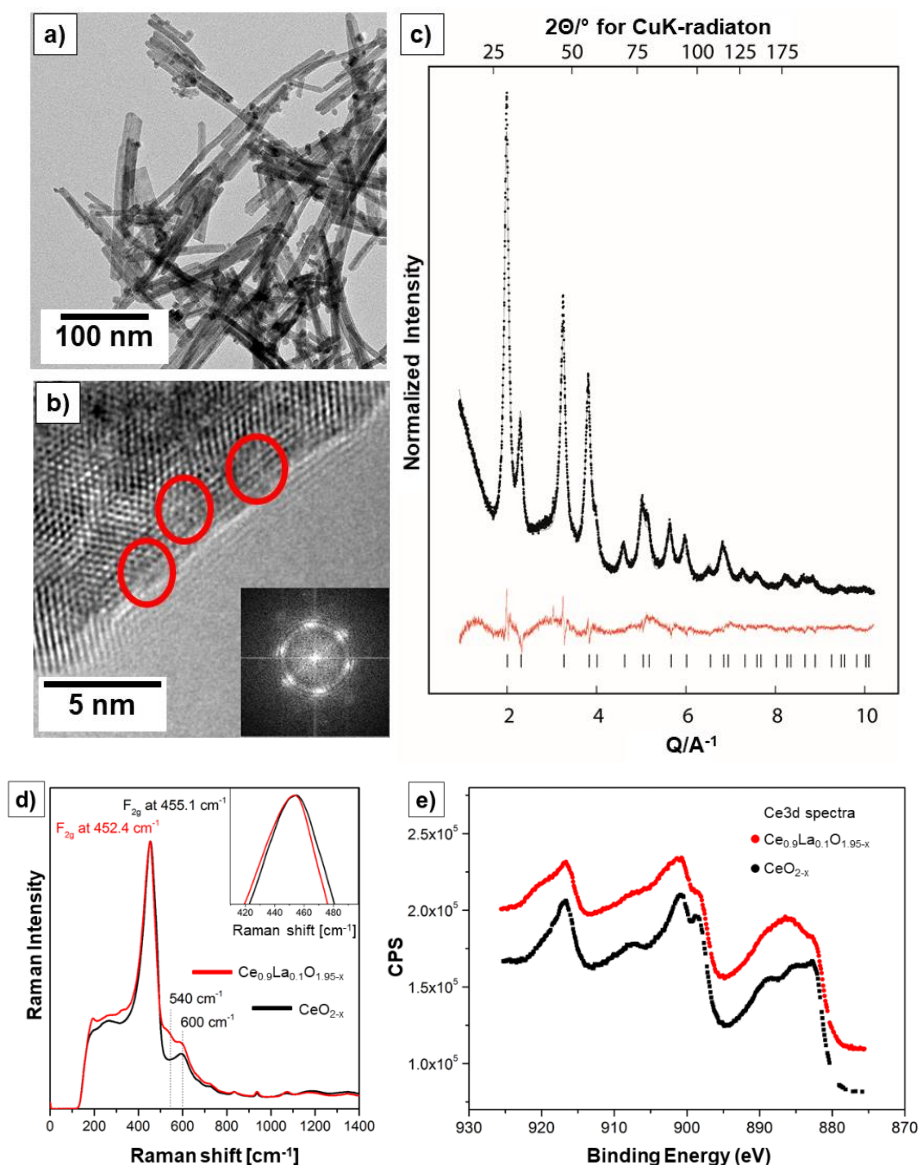 a)
100 nm
b)
5 nm
c)
2Θ/° for CuK-radiaton
25 50 75 100 125 175
Normalized Intensity
2 4 6 8 10
Q/A⁻¹
d)
F₂g at 455.1 cm⁻¹
F₂g at 452.4 cm⁻¹
420 440 460 480
Raman shift [cm⁻¹]
Ce₀.₉La₀.₁O₁.₉₅₋ₓ
540 cm⁻¹
CeO₂₋ₓ
600 cm⁻¹
Raman Intensity
0 200 400 600 800 1000 1200 1400
Raman shift [cm⁻¹]
e)
Ce3d spectra
Ce₀.₉La₀.₁O₁.₉₅₋ₓ
CeO₂₋ₓ
2.5x10⁵
2.0x10⁵
1.5x10⁵
1.0x10⁵
CPS
930 920 910 900 890 880 870
Binding Energy (eV)